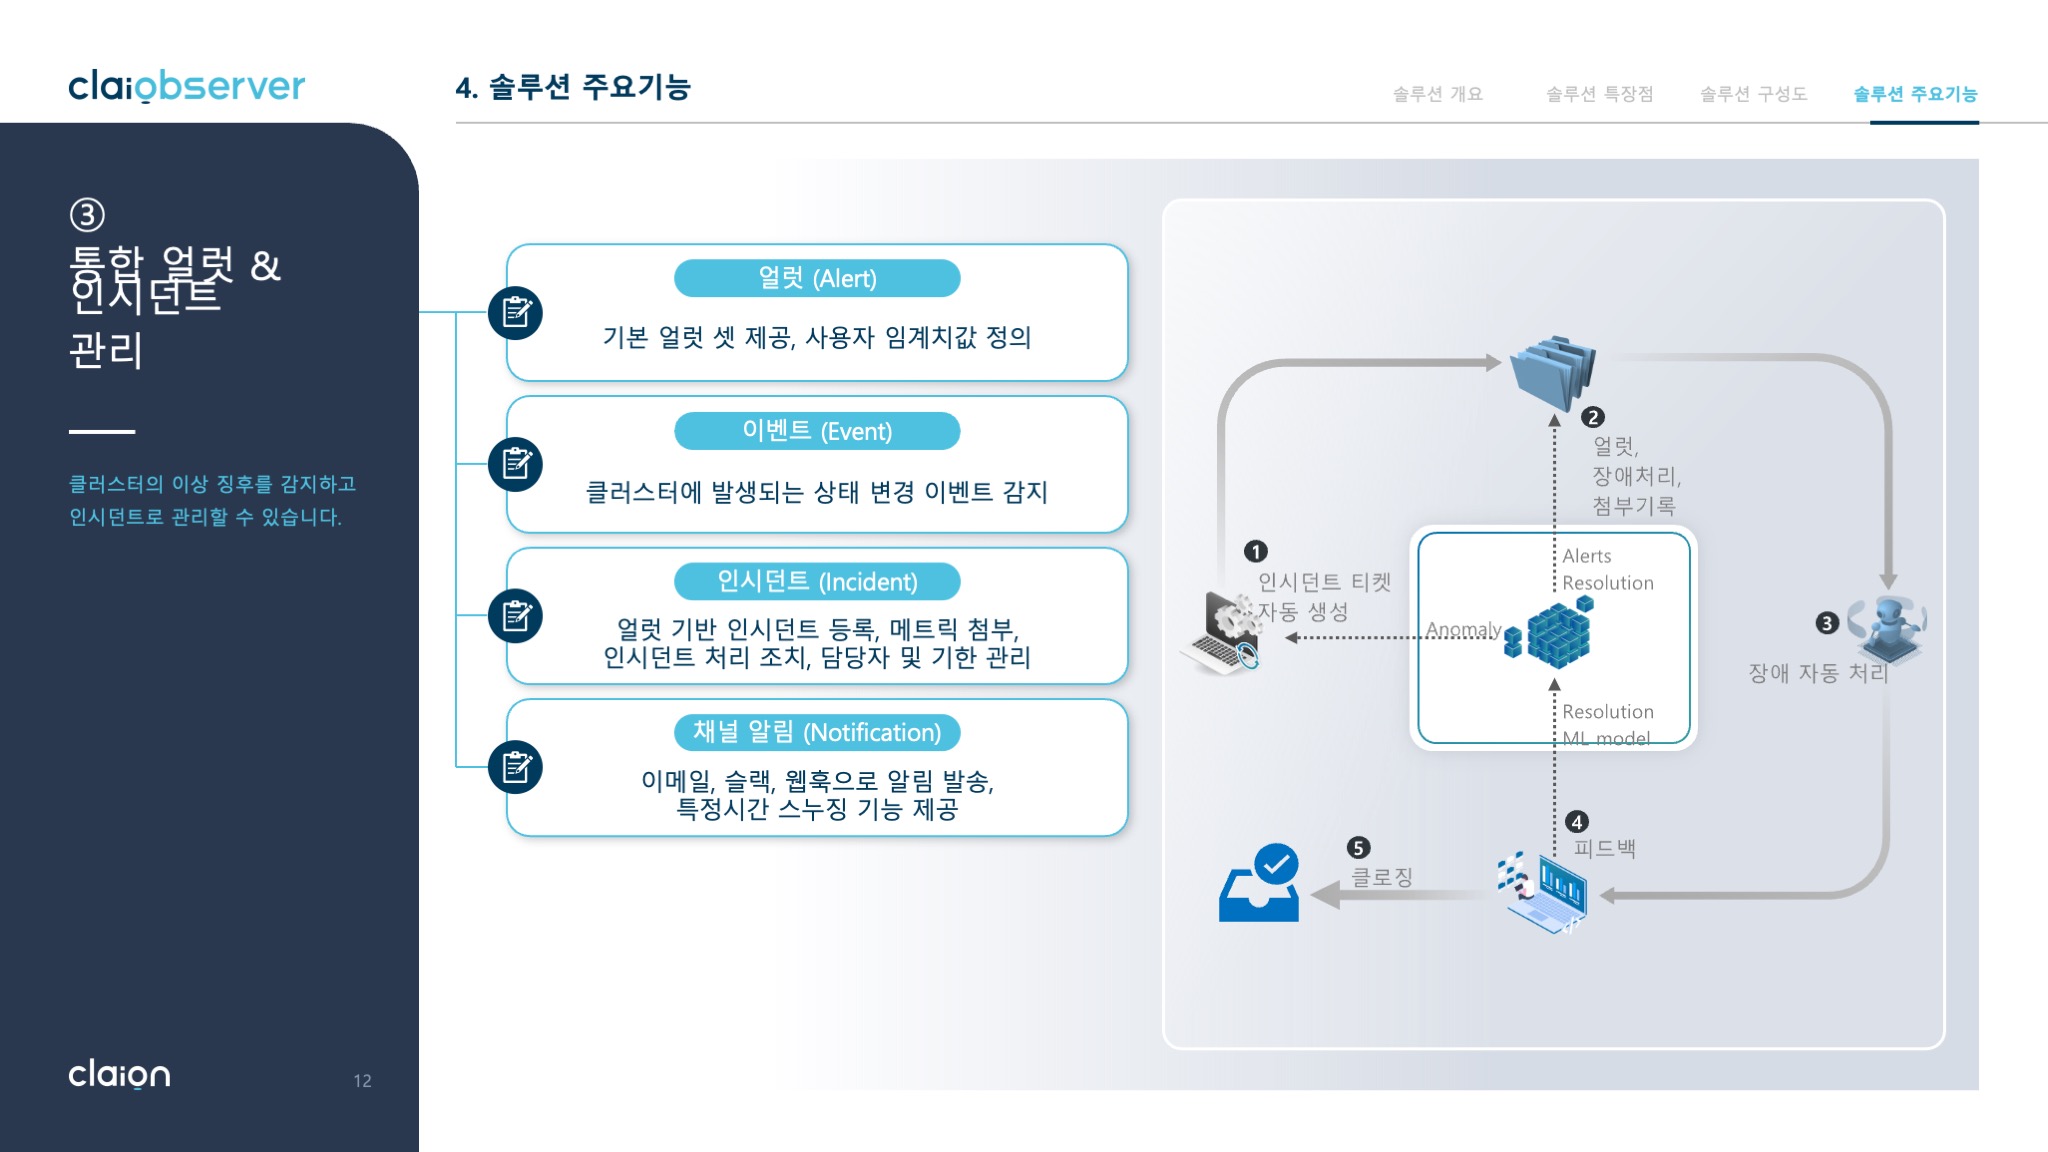 claiobserver
4. 솔루션 주요기능
솔루션 개요
솔루션 특장점
솔루션 구성도
솔루션 주요기능
③
통합 얼럿 &
인시던트
관리
클러스터의 이상 징후를 감지하고
인시던트로 관리할 수 있습니다.
얼럿 (Alert)
기본 얼럿 셋 제공, 사용자 임계치값 정의
이벤트 (Event)
클러스터에 발생되는 상태 변경 이벤트 감지
인시던트 (Incident)
얼럿 기반 인시던트 등록, 메트릭 첨부,
인시던트 처리 조치, 담당자 및 기한 관리
채널 알림 (Notification)
이메일, 슬랙, 웹훅으로 알림 발송,
특정시간 스누징 기능 제공
1
인시던트 티켓
자동 생성
2
얼럿,
장애처리,
첨부기록
Alerts
Resolution
Anomaly
3
장애 자동 처리
Resolution
ML model
4
피드백
5
클로징
claion
12